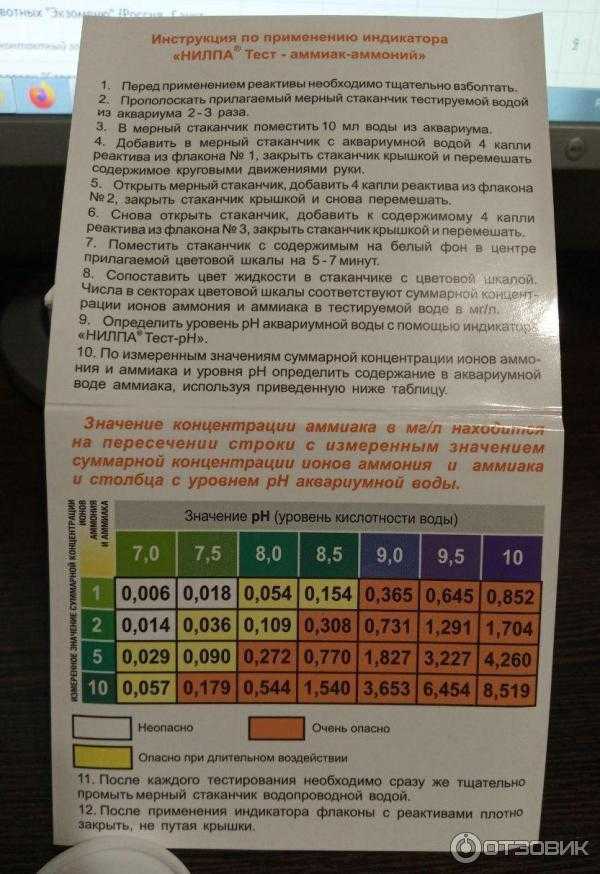 вотных "Экзоменю" (Россия, Санкт
контактный за
Инструкция по применению индикатора
«НИЛПА® Тест - аммиак-аммоний»
1. Перед применением реактивы необходимо тщательно взболтать.
2. Прополоскать прилагаемый мерный стаканчик тестируемой водой
из аквариума 2-3 раза.
3. В мерный стаканчик поместить 10 мл воды из аквариума.
4. Добавить в мерный стаканчик с аквариумной водой 4 капли
реактива из флакона № 1, закрыть стаканчик крышкой и перемешать
содержимое круговыми движениями руки.
5. Открыть мерный стаканчик, добавить 4 капли реактива из флакона
№ 2, закрыть стаканчик крышкой и снова перемешать.
6. Снова открыть стаканчик, добавить к содержимому 4 капли
реактива из флакона № 3, закрыть стаканчик крышкой и перемешать.
7. Поместить стаканчик с содержимым на белый фон в центре
прилагаемой цветовой шкалы на 5-7 минут.
8. Сопоставить цвет жидкости в стаканчике с цветовой шкалой.
Числа в секторах цветовой шкалы соответствуют суммарной концент-
рации ионов аммония и аммиака в тестируемой воде в мг/л.
9. Определить уровень рН аквариумной воды с помощью индикатора
«НИЛПА® Тест-рН».
10. По измеренным значениям суммарной концентрации ионов аммо-
ния и аммиака и уровня рН определить содержание в аквариумной
воде аммиака, используя приведенную ниже таблицу.
Значение концентрации аммиака в мг/л находится
на пересечении строки с измеренным значением
суммарной концентрации ионов аммония и аммиака
и столбца с уровнем рН аквариумной воды.
ИЗМЕРЕННОЕ ЗНАЧЕНИЕ СУММАРНОЙ КОНЦЕНТРАЦИИ
ИОНОВ
АММОНИЯ
И АММИАКА
Значение рН (уровень кислотности воды)
7,0 7,5 8,0 8,5 9,0 9,5 10
1 0,006 0,018 0,054 0,154 0,365 0,645 0,852
2 0,014 0,036 0,109 0,308 0,731 1,291 1,704
5 0,029 0,090 0,272 0,770 1,827 3,227 4,260
10 0,057 0,179 0,544 1,540 3,653 6,454 8,519
Неопасно
Очень опасно
Опасно при длительном воздействии
11. После каждого тестирования необходимо сразу же тщательно
промыть мерный стаканчик водопроводной водой.
12. После применения индикатора флаконы с реактивами плотно
закрыть, не путая крышки.
ОТЗОВИК